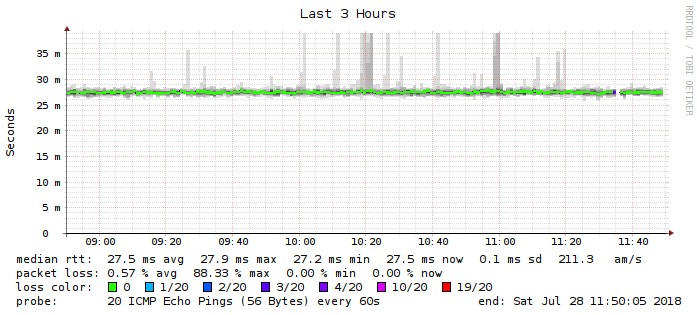 Last 3 Hours
RRDTOOL / TOBI OETIKER
Seconds
35 m
30 m
25 m
20 m
15 m
10 m
5 m
0
09:00 09:20 09:40 10:00 10:20 10:40 11:00 11:20 11:40
median rtt: 27.5 ms avg 27.9 ms max 27.2 ms min 27.5 ms now 0.1 ms sd 211.3 am/s
packet loss: 0.57 % avg 88.33 % max 0.00 % min 0.00 % now
loss color: 0 1/20 2/20 3/20 4/20 10/20 19/20
probe: 20 ICMP Echo Pings (56 Bytes) every 60s end: Sat Jul 28 11:50:05 2018